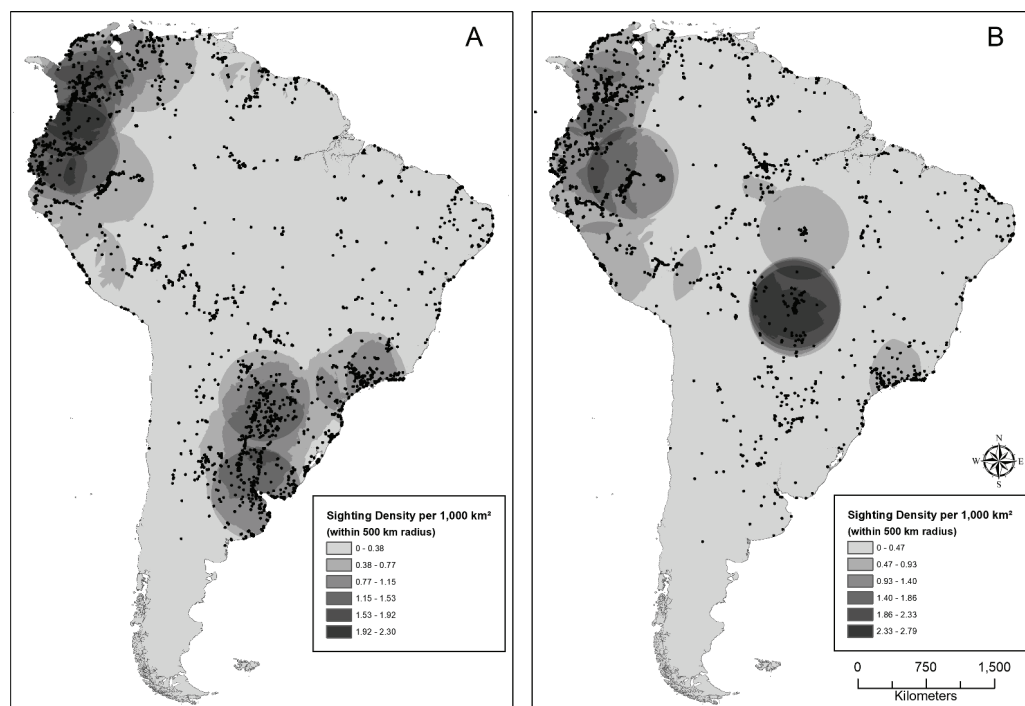 A
B
N
W E
S
Sighting Density per 1,000 km²
(within 500 km radius)
0 - 0.38
0.38 - 0.77
0.77 - 1.15
1.15 - 1.53
1.53 - 1.92
1.92 - 2.30
Sighting Density per 1,000 km²
(within 500 km radius)
0 - 0.47
0.47 - 0.93
0.93 - 1.40
1.40 - 1.86
1.86 - 2.33
2.33 - 2.79
0 750 1,500
Kilometers